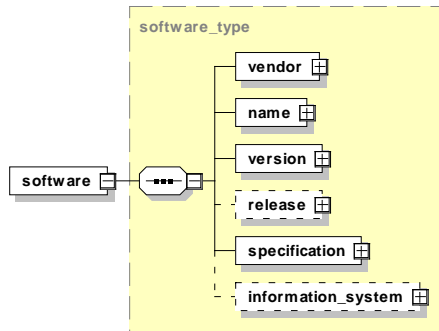 software_type
vendor
name
version
software
release
specification
information_system